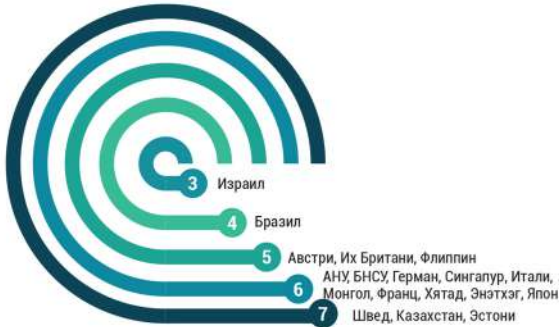 3 Израил
4 Бразил
5 Австри, Их Британи, Флиппин
6 АНУ, БНСУ, Герман, Сингапур, Итали,
Монгол, Франц, Хятад, Энэтхэг, Япон
7 Швед, Казахстан, Эстони